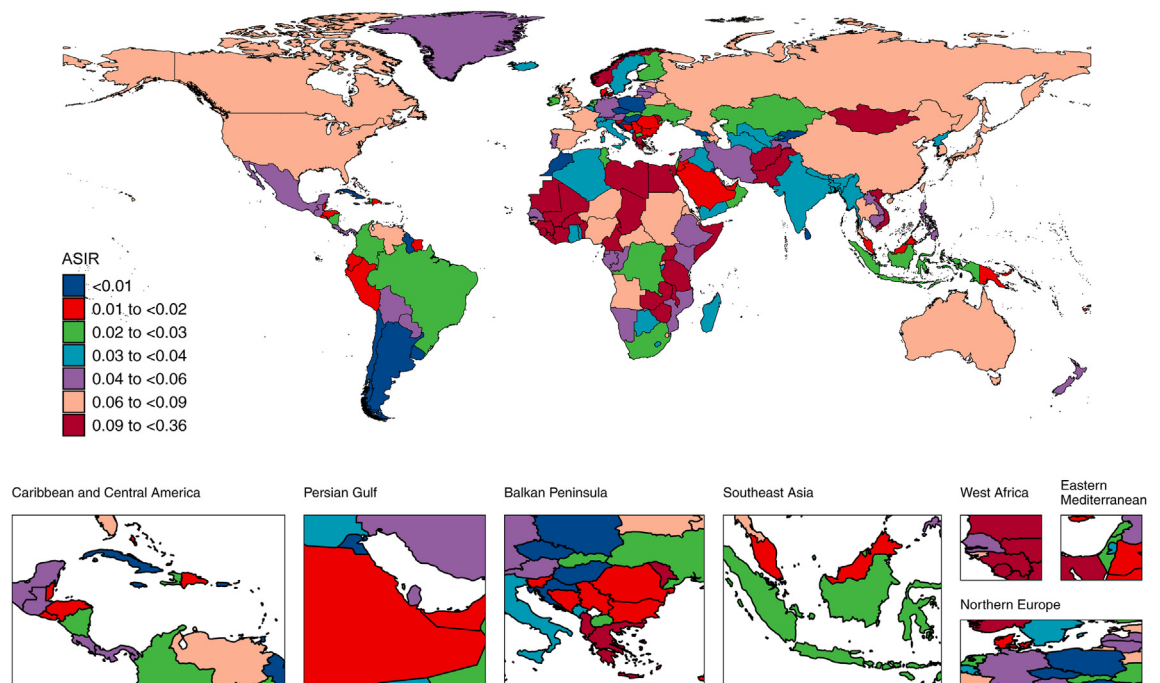 ASIR
<0.01
0.01 to <0.02
0.02 to <0.03
0.03 to <0.04
0.04 to <0.06
0.06 to <0.09
0.09 to <0.36
Caribbean and Central America
Persian Gulf
Balkan Peninsula
Southeast Asia
West Africa
Eastern
Mediterranean
Northern Europe